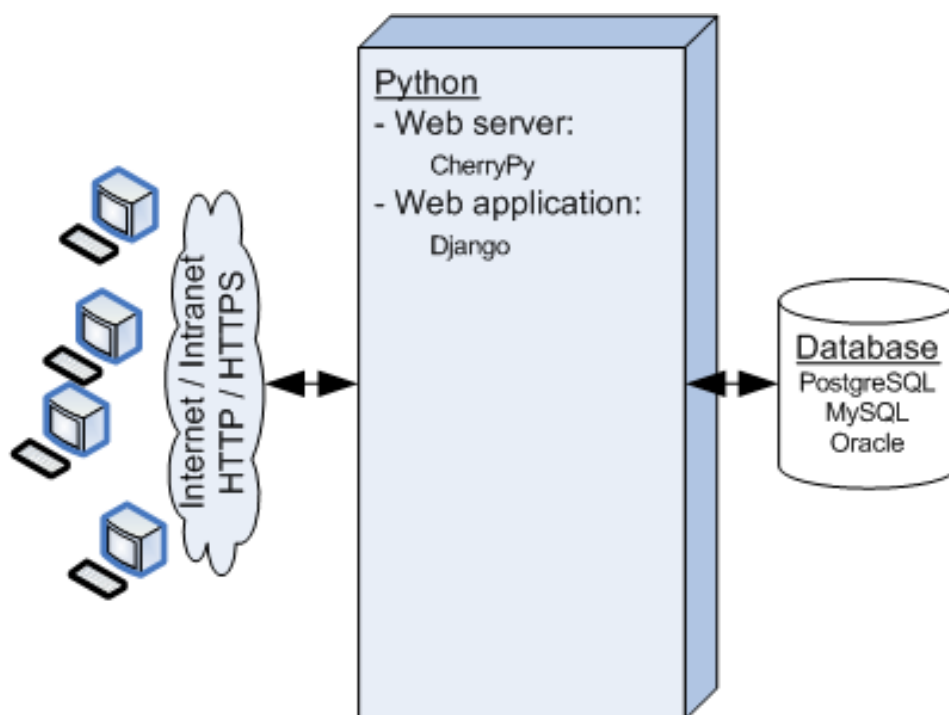 Python
- Web server:
CherryPy
- Web application:
Django
Internet / Intranet
HTTP / HTTPS
Database
PostgreSQL
MySQL
Oracle